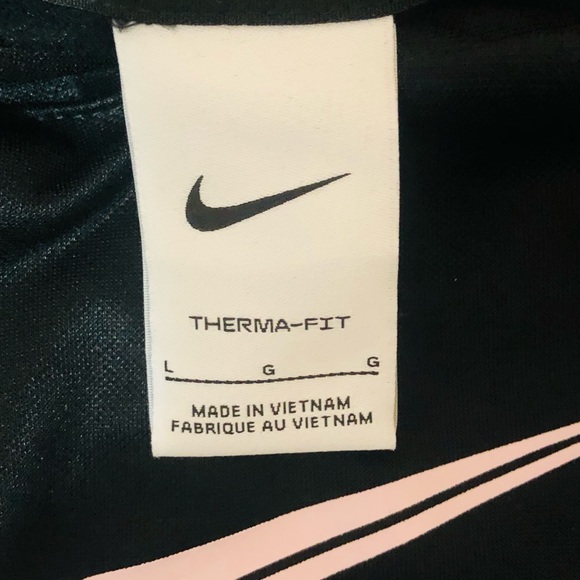 THERMA-FIT
L G G
MADE IN VIETNAM
FABRIQUE AU VIETNAM